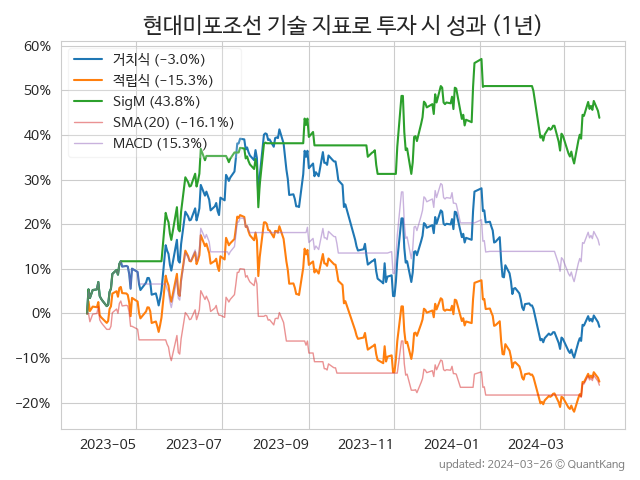 현대미포조선 기술 지표로 투자 시 성과 (1년)
60%
50%
40%
30%
20%
10%
0%
−10%
−20%
거치식 (−3.0%)
적립식 (−15.3%)
SigM (43.8%)
SMA(20) (−16.1%)
MACD (15.3%)
2023-05
2023-07
2023-09
2023-11
2024-01
2024-03
updated: 2024-03-26 ⓒ QuantKang